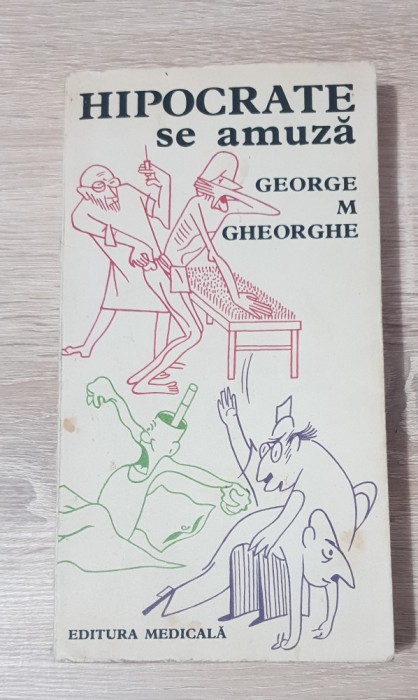 HIPOCRATE
se amuză
GEORGE
M
GHEORGHE
EDITURA MEDICALĂ